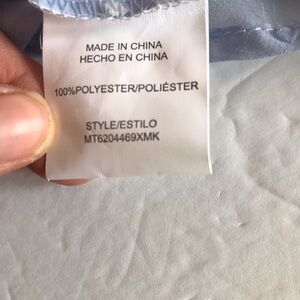 MADE IN CHINA
HECHO EN CHINA
100%POLYESTER/POLIÉSTER
STYLE/ESTILO
MT6204469XMK